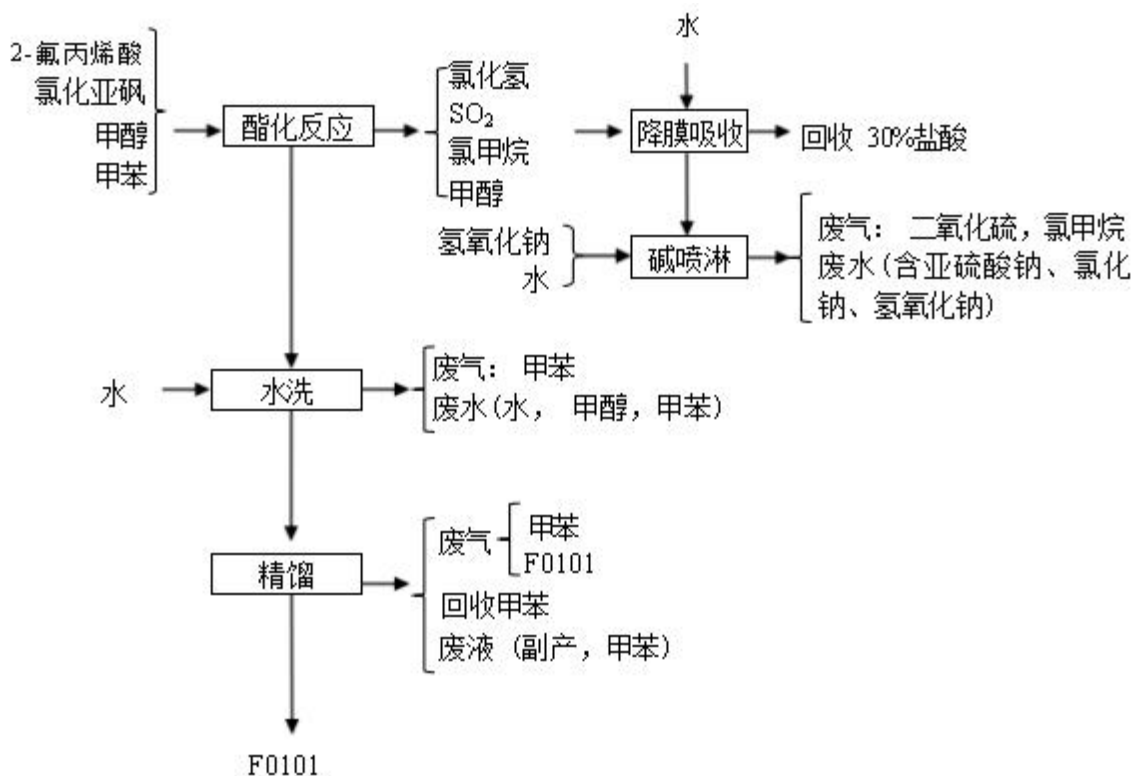 2-氟丙烯酸
氯化亚砜
甲醇
甲苯
酯化反应
氯化氢
SO₂
氯甲烷
甲醇
水
降膜吸收
回收 30%盐酸
氢氧化钠
水
碱喷淋
废气: 二氧化硫,氯甲烷
废水(含亚硫酸钠、氯化
钠、氢氧化钠)
水
水洗
废气: 甲苯
废水(水, 甲醇,甲苯)
精馏
废气
甲苯
F0101
回收甲苯
废液 (副产,甲苯)
F0101